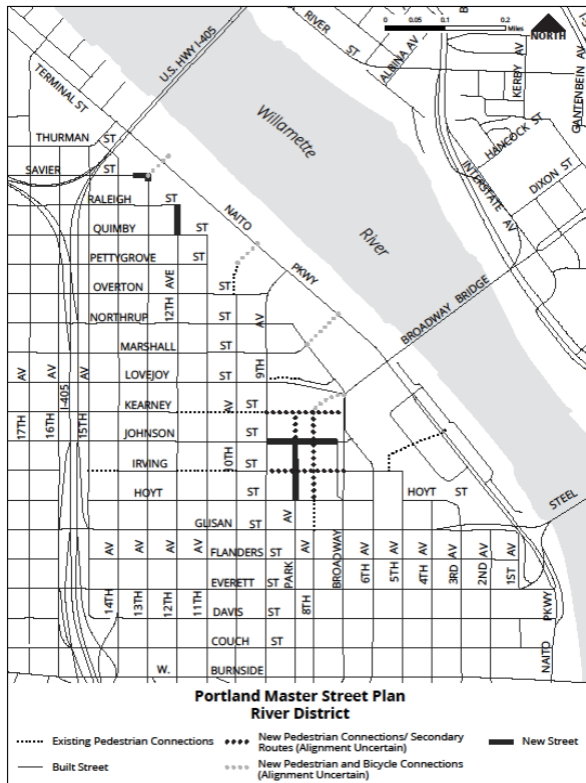 0 0.1 0.2
Miles
NORTH
B
RIVER ST
ALBINA AV
KERBY AV
GANTENBEIN AV
U.S. HWY I-405
TERMINAL ST
Willamette
River
HANCOCK ST
DIXON ST
INTERSTATE AV
THURMAN ST
SAVIER ST
RALEIGH ST
QUIMBY ST
NAITO PKWY
PETTYGROVE ST
BROADWAY BRIDGE
OVERTON ST
12TH AVE
NORTHRUP ST
9TH AV
MARSHALL ST
LOVEJOY ST
17TH AV
16TH AV
I-405
15TH AV
KEARNEY ST
JOHNSON ST
10TH AV
IRVING ST
HOYT ST
HOYT ST
STEEL
GLISAN ST
FLANDERS ST
EVERETT ST
14TH AV
13TH AV
12TH AV
11TH AV
PARK AV
8TH AV
BROADWAY
6TH AV
5TH AV
4TH AV
3RD AV
2ND AV
1ST AV
NAITO PKWY
DAVIS ST
COUCH ST
W. BURNSIDE
Portland Master Street Plan
River District
Existing Pedestrian Connections
Built Street
New Pedestrian Connections/ Secondary
Routes (Alignment Uncertain)
New Pedestrian and Bicycle Connections
(Alignment Uncertain)
New Street